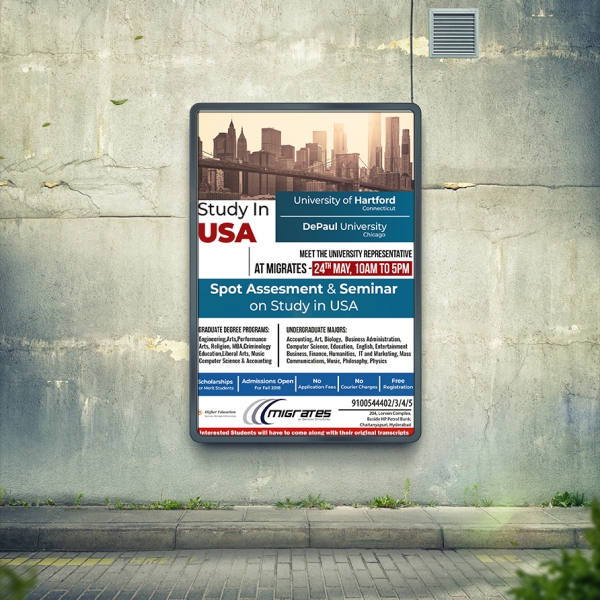 University of Hartford
Connecticut
Study In
USA
DePaul University
Chicago
MEET THE UNIVERSITY REPRESENTATIVE
AT MIGRATES - 24TH MAY, 10AM TO 5PM
Spot Assesment & Seminar
on Study in USA
GRADUATE DEGREE PROGRAMS:
Engineering,Arts,Performance
Arts, Religion, MBA,Criminology
Education,Liberal Arts, Music
Computer Science & Accounting
UNDERGRADUATE MAJORS:
Accounting, Art, Biology, Business Administration,
Computer Science, Education, English, Entertainment
Business, Finance, Humanities, IT and Marketing, Mass
Communications, Music, Philosophy, Physics
Scholarships
or Merit Students
Admissions Open
For Fall 2018
No
Application Fees
No
Courier Charges
Free
Registration
Higher Education
migrates
9100544402/3/4/5
204, Lorven Complex,
Beside HP Petrol Bunk,
Chaitanyapuri, Hyderabad
Interested Students will have to come along with their original transcripts